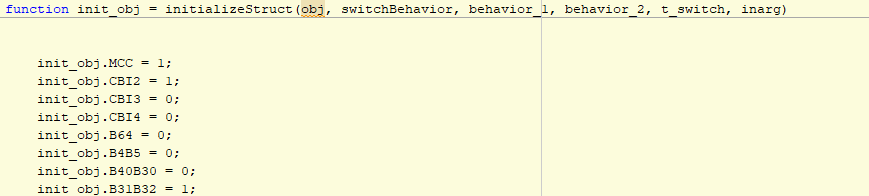 function init_obj = initializeStruct(obj, switchBehavior, behavior_1, behavior_2, t_switch, inarg)
init_obj.MCC = 1;
init_obj.CBI2 = 1;
init_obj.CBI3 = 0;
init_obj.CBI4 = 0;
init_obj.B64 = 0;
init_obj.B4B5 = 0;
init_obj.B40B30 = 0;
init_obj.B31B32 = 1;